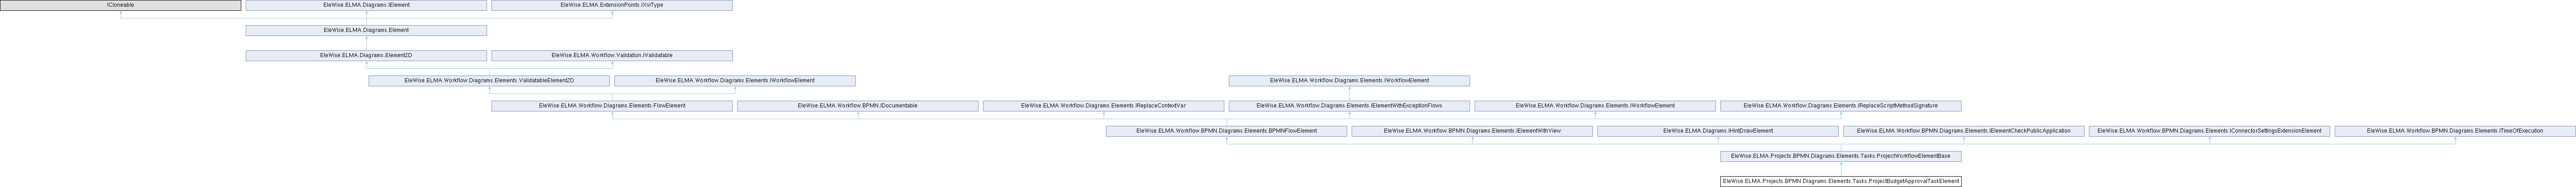 ICloneable
EleWise.ELMA.Diagrams.IElement
EleWise.ELMA.ExtensionPoints.IXsiType
EleWise.ELMA.Diagrams.Element
EleWise.ELMA.Diagrams.Element2D
EleWise.ELMA.Workflow.Validation.IValidatable
EleWise.ELMA.Workflow.Diagrams.Elements.ValidatableElement2D
EleWise.ELMA.Workflow.Diagrams.Elements.IWorkflowElement
EleWise.ELMA.Workflow.Diagrams.Elements.IWorkflowElement
EleWise.ELMA.Workflow.Diagrams.Elements.FlowElement
EleWise.ELMA.Workflow.BPMN.IDocumentable
EleWise.ELMA.Workflow.Diagrams.Elements.IReplaceContextVar
EleWise.ELMA.Workflow.Diagrams.Elements.IElementWithExceptionFlows
EleWise.ELMA.Workflow.Diagrams.Elements.IWorkflowElement
EleWise.ELMA.Workflow.Diagrams.Elements.IReplaceScriptMethodSignature
EleWise.ELMA.Workflow.BPMN.Diagrams.Elements.BPMNFlowElement
EleWise.ELMA.Workflow.BPMN.Diagrams.Elements.IElementWithView
EleWise.ELMA.Diagrams.IHintDrawElement
EleWise.ELMA.Workflow.BPMN.Diagrams.Elements.IElementCheckPublicApplication
EleWise.ELMA.Workflow.BPMN.Diagrams.Elements.IConnectorSettingsExtensionElement
EleWise.ELMA.Workflow.BPMN.Diagrams.Elements.ITimeOfExecution
EleWise.ELMA.Projects.BPMN.Diagrams.Elements.Tasks.ProjectWorkflowElementBase
EleWise.ELMA.Projects.BPMN.Diagrams.Elements.Tasks.ProjectBudgetApprovalTaskElement